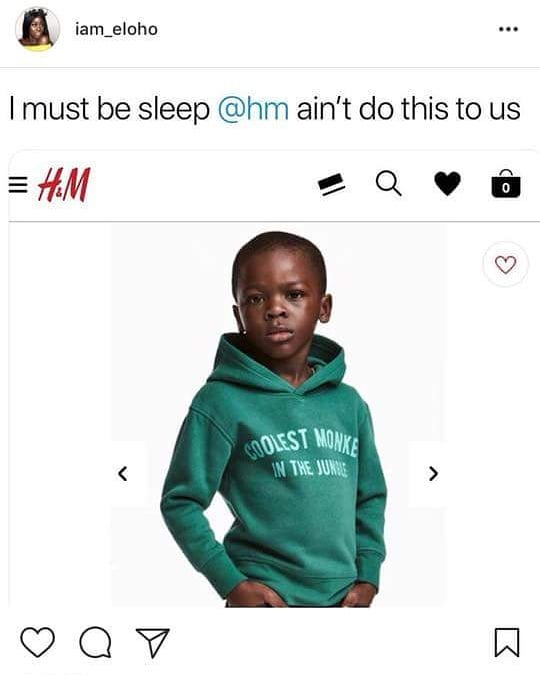 iam_eloho
I must be sleep @hm ain't do this to us
H&M
0
COOLEST MONKE
IN THE JUNGLE